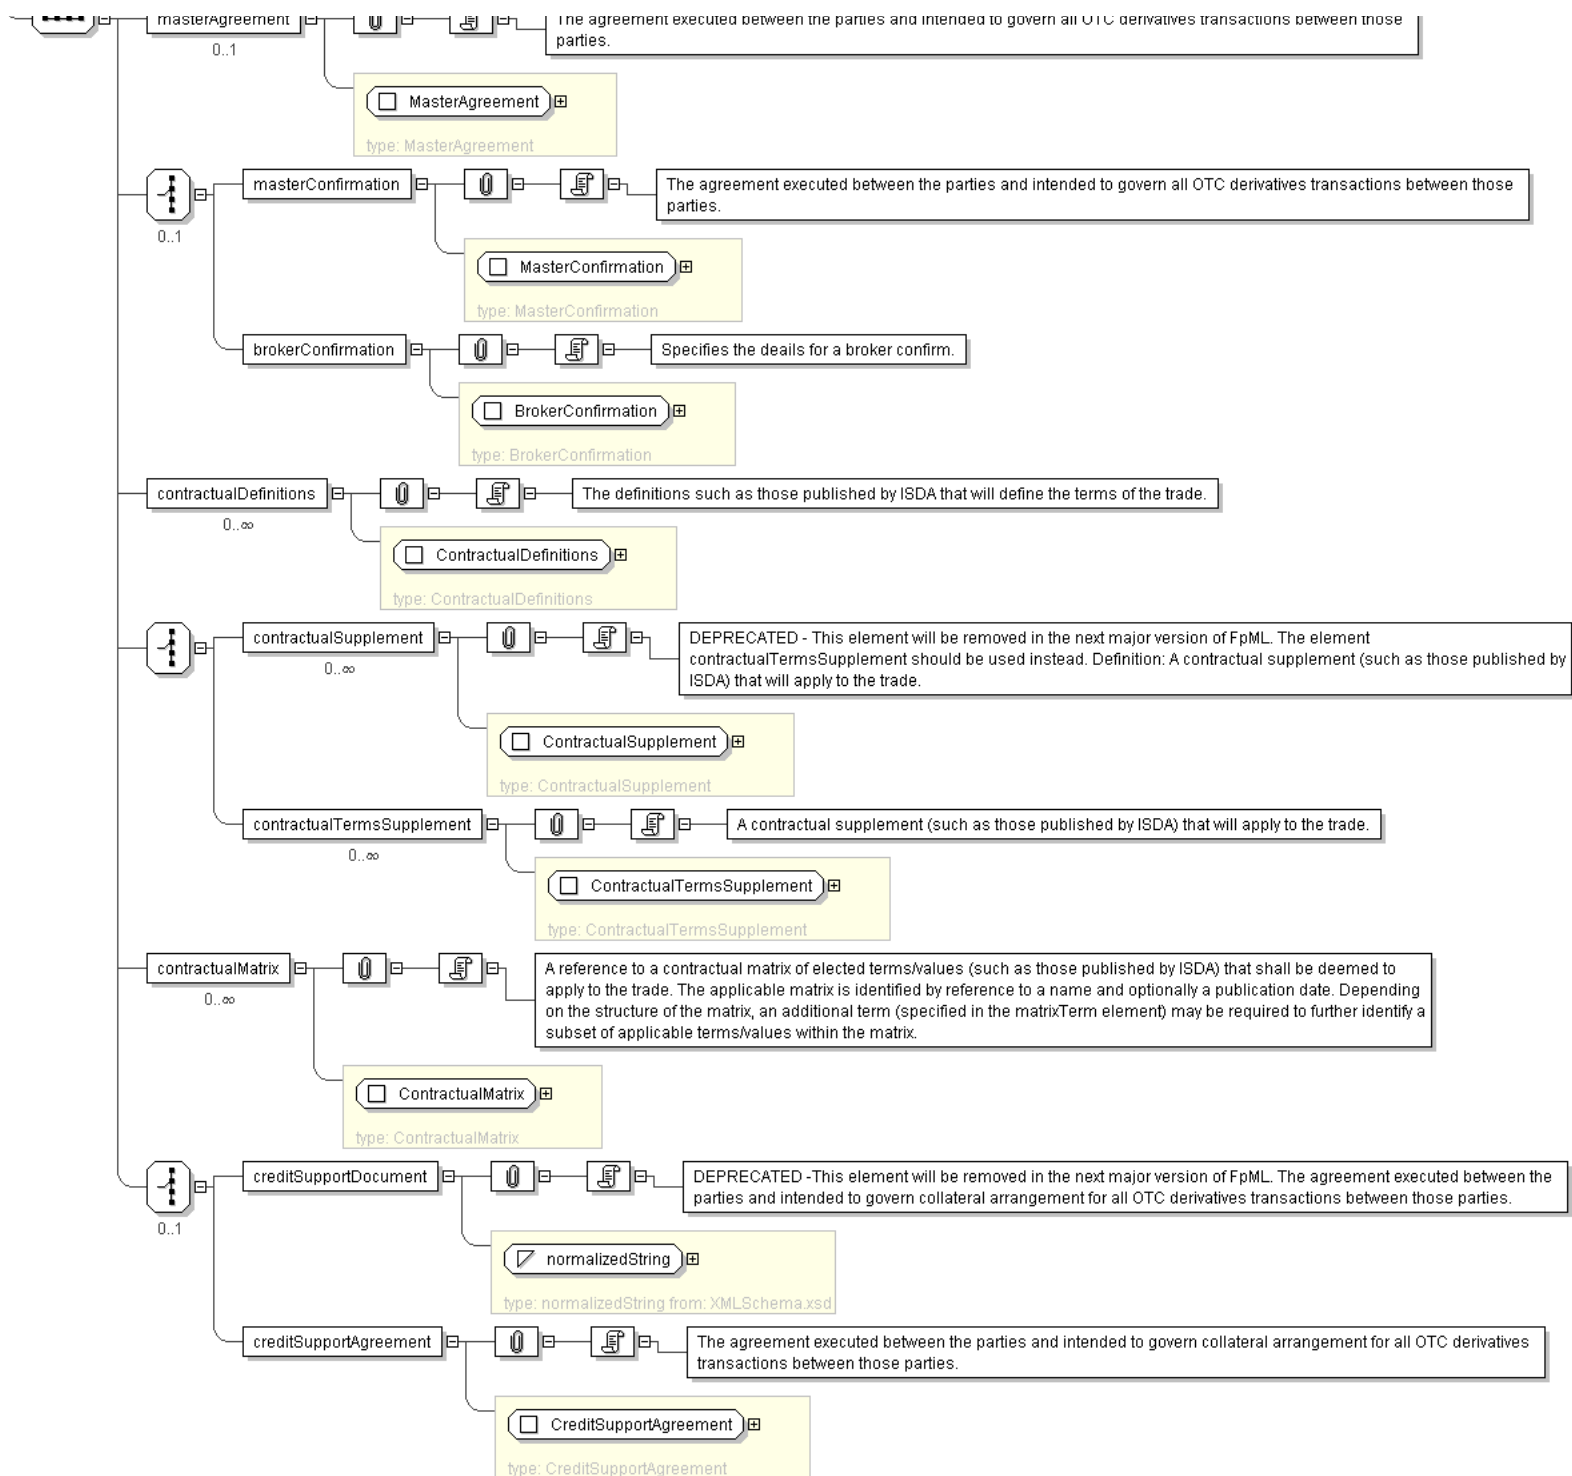 masterAgreement
The agreement executed between the parties and intended to govern all OTC derivatives transactions between those
parties.
0..1
MasterAgreement
type: MasterAgreement
masterConfirmation
The agreement executed between the parties and intended to govern all OTC derivatives transactions between those
parties.
0..1
MasterConfirmation
type: MasterConfirmation
brokerConfirmation
Specifies the deails for a broker confirm.
BrokerConfirmation
type: BrokerConfirmation
contractualDefinitions
The definitions such as those published by ISDA that will define the terms of the trade.
0..∞
ContractualDefinitions
type: ContractualDefinitions
contractualSupplement
0..∞
DEPRECATED - This element will be removed in the next major version of FpML. The element
contractualTermsSupplement should be used instead. Definition: A contractual supplement (such as those published by
ISDA) that will apply to the trade.
ContractualSupplement
type: ContractualSupplement
contractualTermsSupplement
A contractual supplement (such as those published by ISDA) that will apply to the trade.
0..∞
ContractualTermsSupplement
type: ContractualTermsSupplement
contractualMatrix
0..∞
A reference to a contractual matrix of elected terms/values (such as those published by ISDA) that shall be deemed to
apply to the trade. The applicable matrix is identified by reference to a name and optionally a publication date. Depending
on the structure of the matrix, an additional term (specified in the matrixTerm element) may be required to further identify a
subset of applicable terms/values within the matrix.
ContractualMatrix
type: ContractualMatrix
creditSupportDocument
DEPRECATED -This element will be removed in the next major version of FpML. The agreement executed between the
parties and intended to govern collateral arrangement for all OTC derivatives transactions between those parties.
0..1
normalizedString
type: normalizedString from: XMLSchema.xsd
creditSupportAgreement
The agreement executed between the parties and intended to govern collateral arrangement for all OTC derivatives
transactions between those parties.
CreditSupportAgreement
type: CreditSupportAgreement